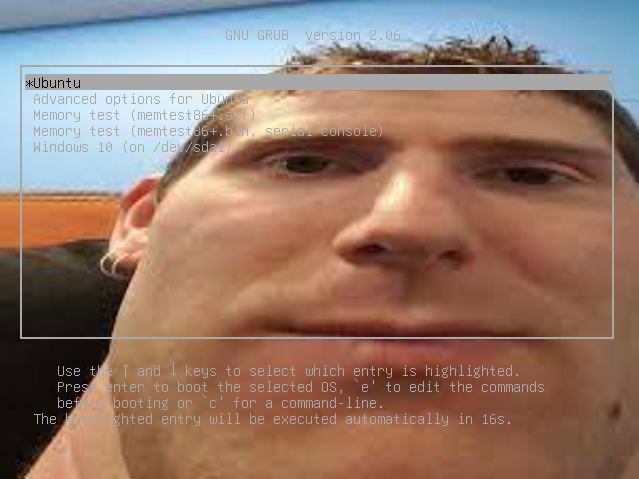 GNU GRUB  version 2.06
*Ubuntu
Advanced options for Ubuntu
Memory test (memtest86+.elf)
Memory test (memtest86+.bin, serial console)
Windows 10 (on /dev/sda1)
Use the ↑ and ↓ keys to select which entry is highlighted.
Press enter to boot the selected OS, `e' to edit the commands
before booting or `c' for a command-line.
The highlighted entry will be executed automatically in 16s.